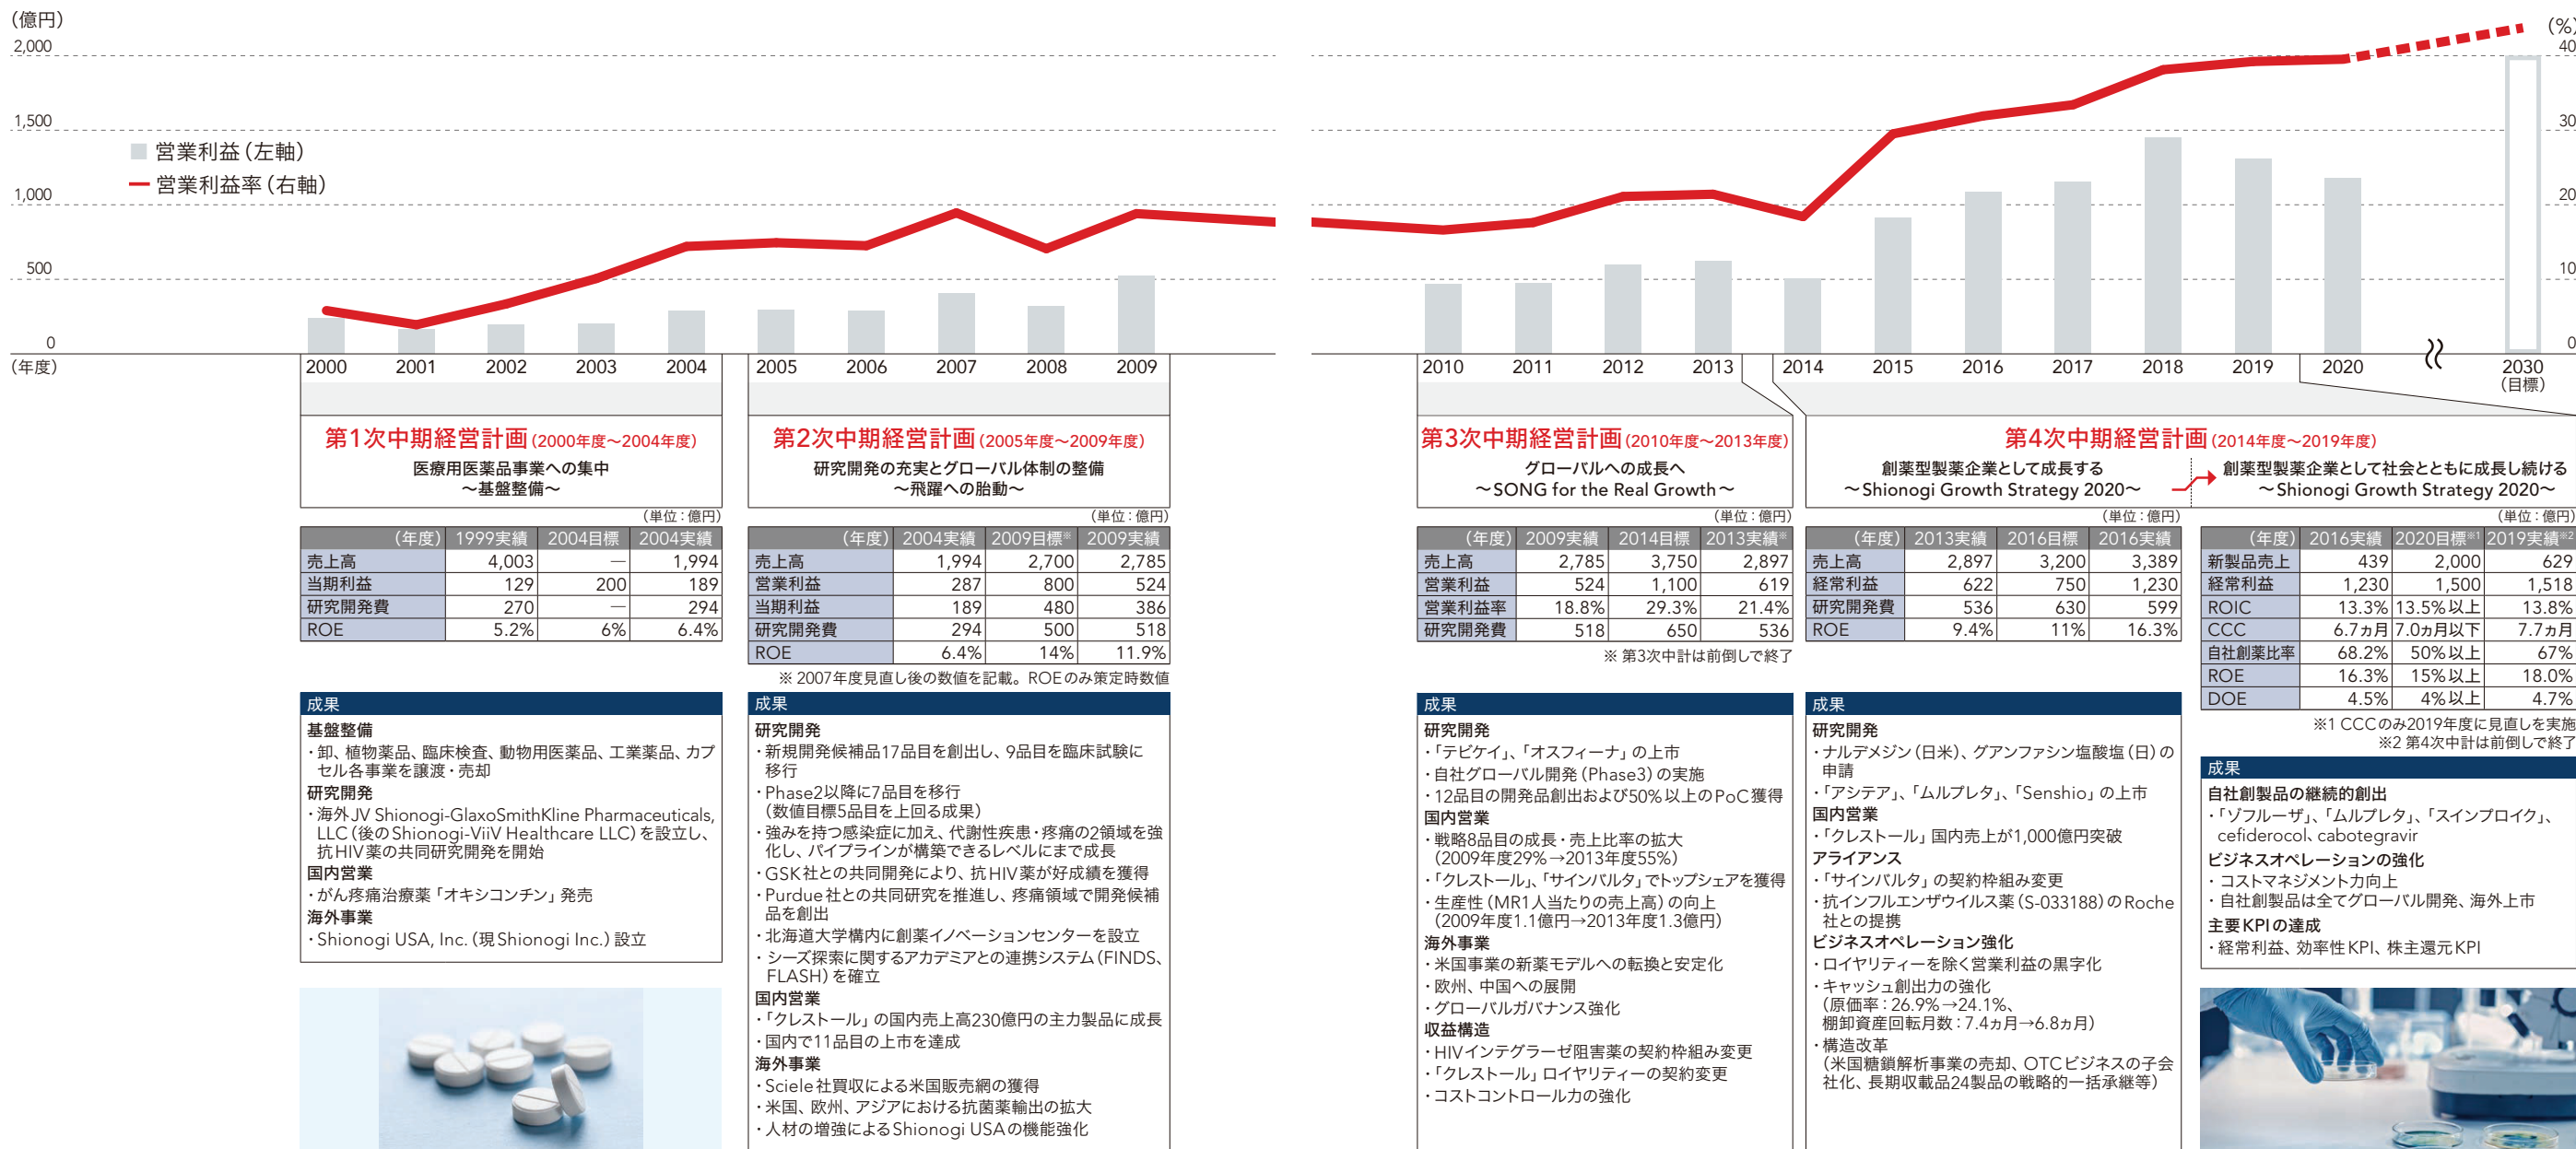 （億円）
2,000
1,500
1,000
500
0
（年度）
営業利益（左軸）
営業利益率（右軸）
(%)
40
30
20
10
0
2000 2001 2002 2003 2004 2005 2006 2007 2008 2009 2010 2011 2012 2013 2014 2015 2016 2017 2018 2019 2020 2030
（目標）
第1次中期経営計画（2000年度～2004年度）
医療用医薬品事業への集中
～基盤整備～
（単位：億円）
（年度） 1999実績 2004目標 2004実績
売上高 4,003 — 1,994
当期利益 129 200 189
研究開発費 270 — 294
ROE 5.2% 6% 6.4%
成果
基盤整備
・卸、植物薬品、臨床検査、動物用医薬品、工業薬品、カプ
セル各事業を譲渡・売却
研究開発
・海外JV Shionogi-GlaxoSmithKline Pharmaceuticals,
LLC（後のShionogi-ViiV Healthcare LLC）を設立し、
抗HIV薬の共同研究開発を開始
国内営業
・がん疼痛治療薬「オキシコンチン」発売
海外事業
・Shionogi USA, Inc.（現Shionogi Inc.）設立
第2次中期経営計画（2005年度～2009年度）
研究開発の充実とグローバル体制の整備
～飛躍への胎動～
（単位：億円）
（年度） 2004実績 2009目標※ 2009実績
売上高 1,994 2,700 2,785
営業利益 287 800 524
当期利益 189 480 386
研究開発費 294 500 518
ROE 6.4% 14% 11.9%
※ 2007年度見直し後の数値を記載。ROEのみ策定時数値
成果
研究開発
・新規開発候補品17品目を創出し、9品目を臨床試験に
移行
・Phase2以降に7品目を移行
（数値目標5品目を上回る成果）
・強みを持つ感染症に加え、代謝性疾患・疼痛の2領域を強
化し、パイプラインが構築できるレベルにまで成長
・GSK社との共同開発により、抗HIV薬が好成績を獲得
・Purdue社との共同研究を推進し、疼痛領域で開発候補
品を創出
・北海道大学構内に創薬イノベーションセンターを設立
・シーズ探索に関するアカデミアとの連携システム（FINDS、
FLASH）を確立
国内営業
・「クレストール」の国内売上高230億円の主力製品に成長
・国内で11品目の上市を達成
海外事業
・Sciele社買収による米国販売網の獲得
・米国、欧州、アジアにおける抗菌薬輸出の拡大
・人材の増強によるShionogi USAの機能強化
第3次中期経営計画（2010年度～2013年度）
グローバルへの成長へ
～SONG for the Real Growth～
（単位：億円）
（年度） 2009実績 2014目標 2013実績※
売上高 2,785 3,750 2,897
営業利益 524 1,100 619
営業利益率 18.8% 29.3% 21.4%
研究開発費 518 650 536
※ 第3次中計は前倒しで終了
成果
研究開発
・「テビケイ」、「オスフィーナ」の上市
・自社グローバル開発（Phase3）の実施
・12品目の開発品創出および50%以上のPoC獲得
国内営業
・戦略8品目の成長・売上比率の拡大
（2009年度29%→2013年度55%）
・「クレストール」、「サインバルタ」でトップシェアを獲得
・生産性（MR1人当たりの売上高）の向上
（2009年度1.1億円→2013年度1.3億円）
海外事業
・米国事業の新薬モデルへの転換と安定化
・欧州、中国への展開
・グローバルガバナンス強化
収益構造
・HIVインテグラーゼ阻害薬の契約枠組み変更
・「クレストール」ロイヤリティーの契約変更
・コストコントロール力の強化
第4次中期経営計画（2014年度～2019年度）
創薬型製薬企業として成長する
～Shionogi Growth Strategy 2020～
創薬型製薬企業として社会とともに成長し続ける
～Shionogi Growth Strategy 2020～
（単位：億円）
（年度） 2013実績 2016目標 2016実績
売上高 2,897 3,200 3,389
経常利益 622 750 1,230
研究開発費 536 630 599
ROE 9.4% 11% 16.3%
成果
研究開発
・ナルデメジン（日米）、グアンファシン塩酸塩（日）の
申請
・「アシテア」、「ムルプレタ」、「Senshio」の上市
国内営業
・「クレストール」国内売上が1,000億円突破
アライアンス
・「サインバルタ」の契約枠組み変更
・抗インフルエンザウイルス薬（S-033188）のRoche
社との提携
ビジネスオペレーション強化
・ロイヤリティーを除く営業利益の黒字化
・キャッシュ創出力の強化
（原価率：26.9%→24.1%、
棚卸資産回転月数：7.4ヵ月→6.8ヵ月）
・構造改革
（米国糖鎖解析事業の売却、OTCビジネスの子会
社化、長期収載品24製品の戦略的一括承継等）
（単位：億円）
（年度） 2016実績 2020目標※1 2019実績※2
新製品売上 439 2,000 629
経常利益 1,230 1,500 1,518
ROIC 13.3% 13.5%以上 13.8%
CCC 6.7ヵ月 7.0ヵ月以下 7.7ヵ月
自社創薬比率 68.2% 50%以上 67%
ROE 16.3% 15%以上 18.0%
DOE 4.5% 4%以上 4.7%
※1 CCCのみ2019年度に見直しを実施
※2 第4次中計は前倒しで終了
成果
自社創製品の継続的創出
・「ゾフルーザ」、「ムルプレタ」、「スインプロイク」、
cefiderocol、cabotegravir
ビジネスオペレーションの強化
・コストマネジメント力向上
・自社創製品は全てグローバル開発、海外上市
主要KPIの達成
・経常利益、効率性KPI、株主還元KPI